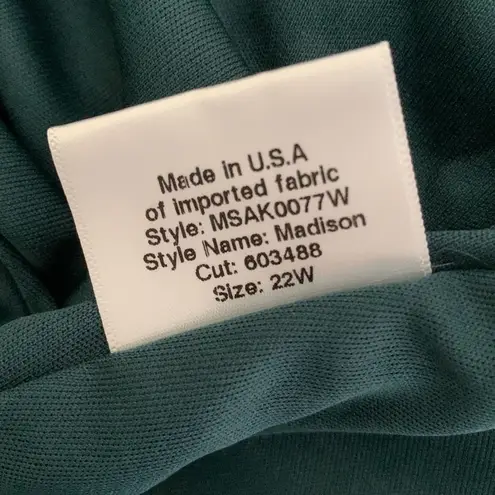 Made in U.S.A
of imported fabric
Style: MSAK0077W
Style Name: Madison
Cut: 603488
Size: 22W